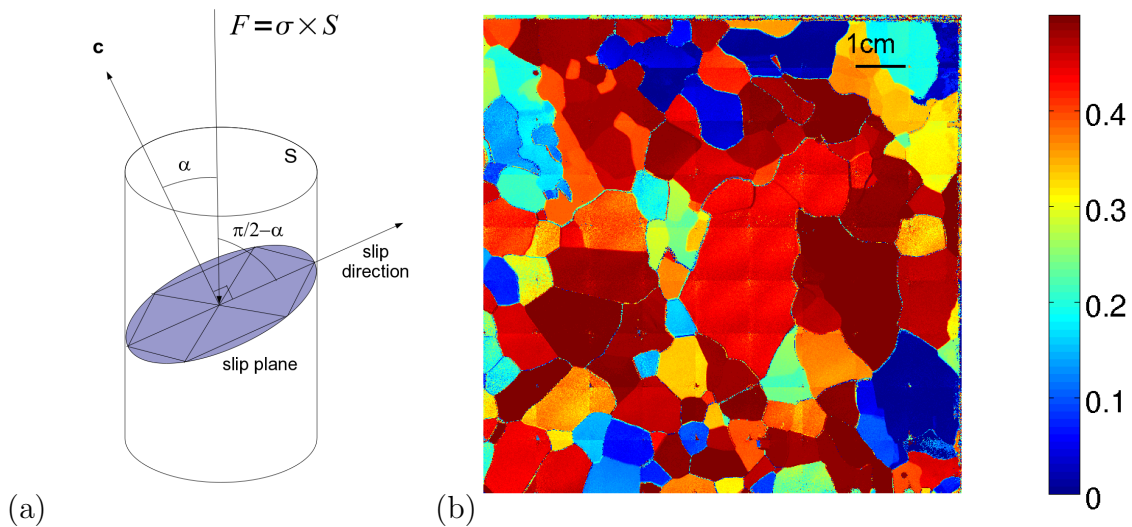 F=σ×S
c
S
α
π/2−α
slip
direction
slip plane
(a)
1cm
0.4
0.3
0.2
0.1
0
(b)